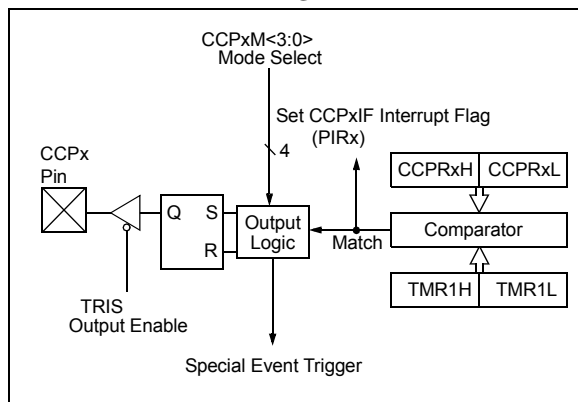 CCPxM<3:0>
Mode Select
Set CCPxIF Interrupt Flag
(PIRx)
4
CCPx
Pin
CCPRxH CCPRxL
Q S
Output
Logic
R
Match
Comparator
TRIS
Output Enable
TMR1H TMR1L
Special Event Trigger